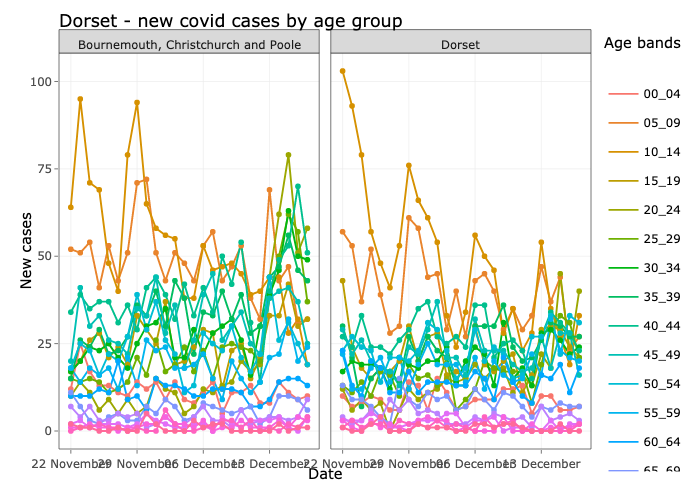 Dorset - new covid cases by age group
Bournemouth, Christchurch and Poole
Dorset
Age bands
00_04
05_09
10_14
15_19
20_24
25_29
30_34
35_39
40_44
45_49
50_54
55_59
60_64
65_69
New cases
100
75
50
25
0
22 November
29 November
06 December
13 December
22 November
29 November
06 December
13 December
Date